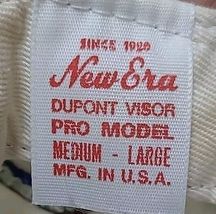 SINCE 1920
New Era
DUPONT VISOR
PRO MODEL
MEDIUM - LARGE
MFG. IN U.S.A.